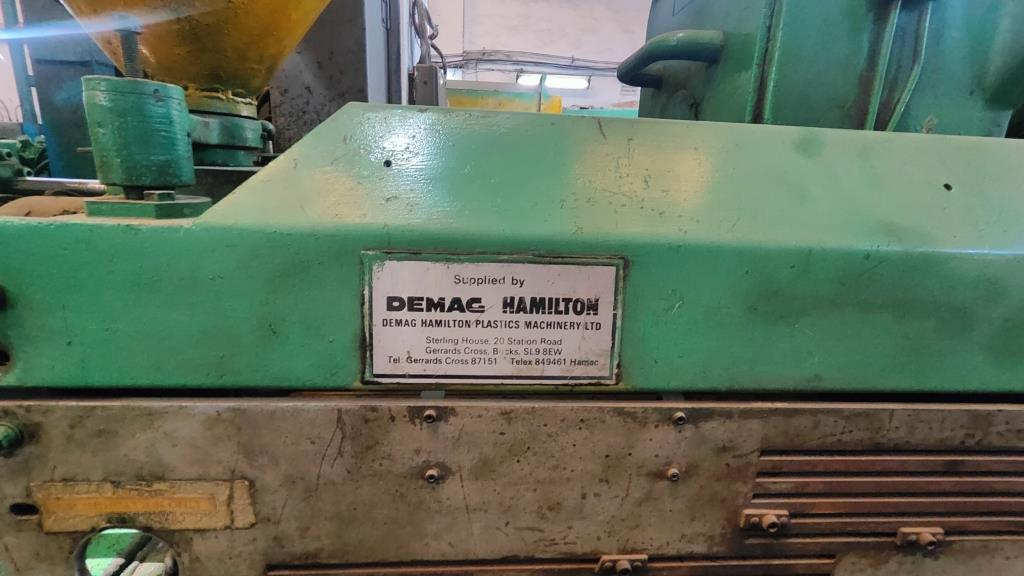 Supplied by
DEMAG HAMILTON
DEMAG HAMILTON PLASTICS MACHINERY LTD
Sterling House, 20 Station Road
Gerrards Cross, Bucks. SL9 8EW
Tel: Gerrards Cross 87151 Telex 849461 Hamac